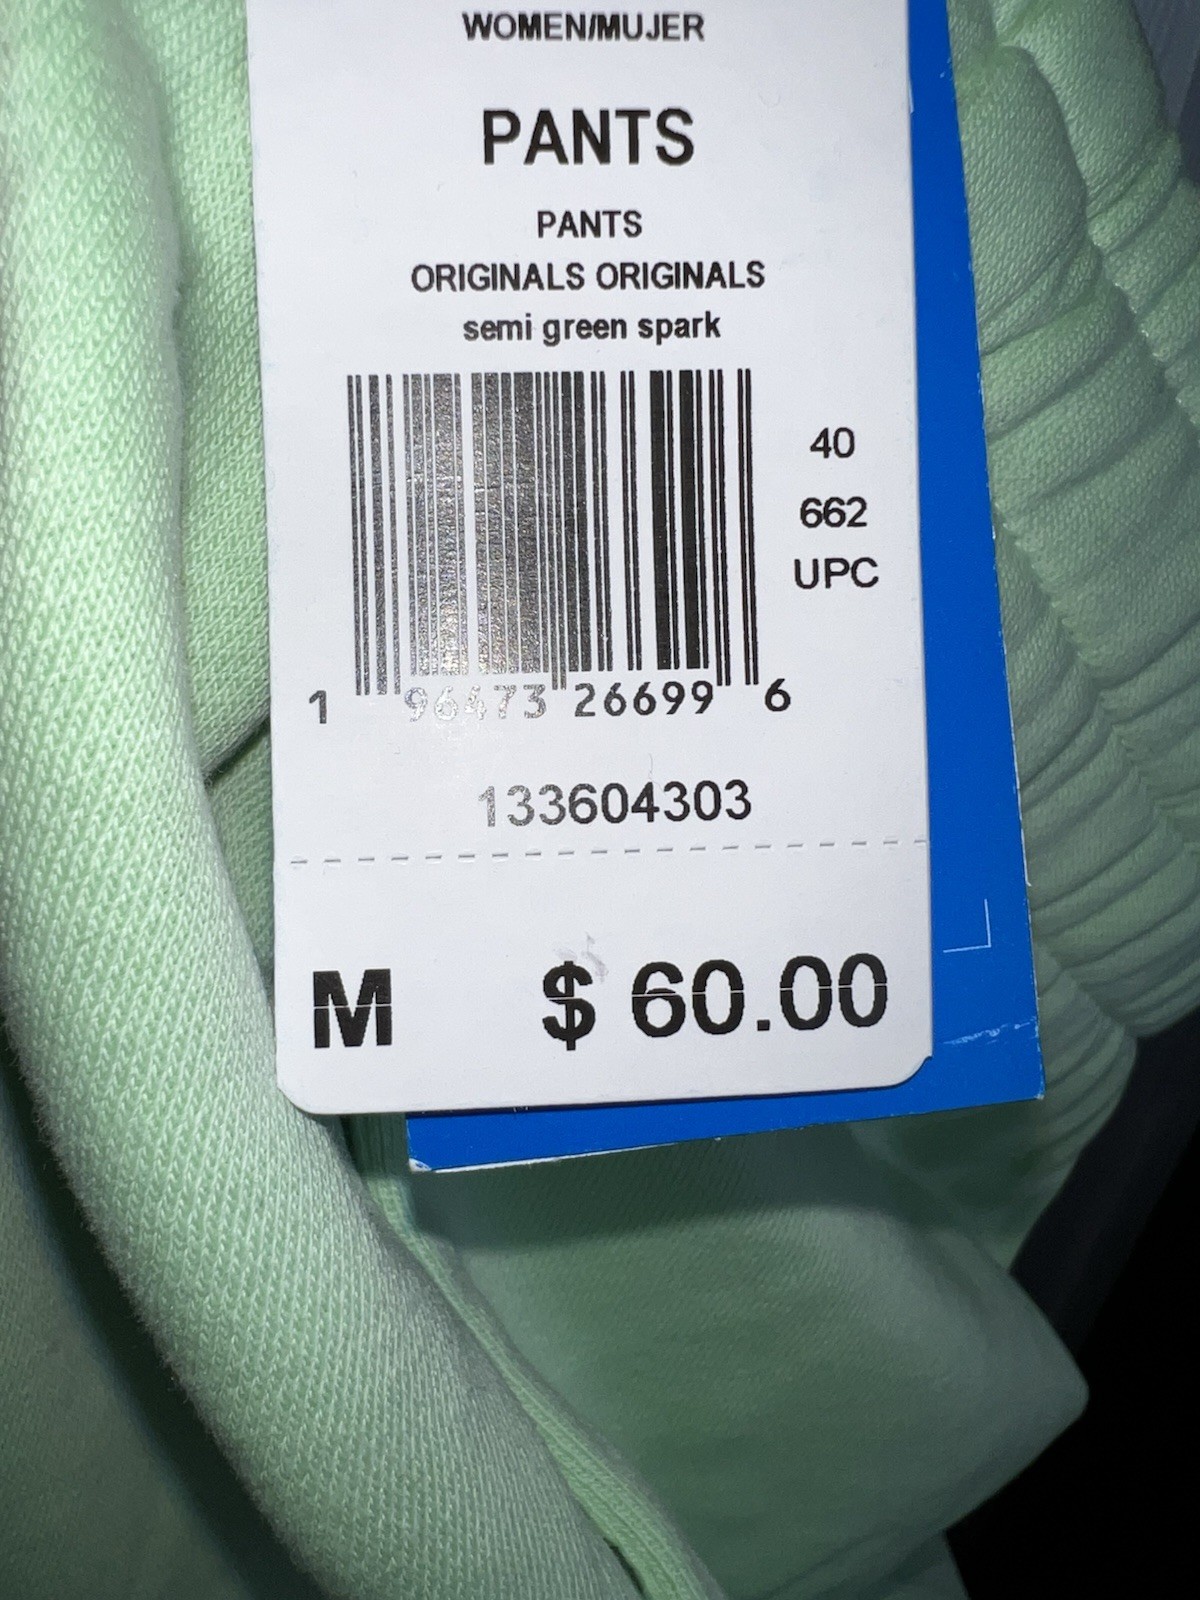 WOMEN/MUJER
PANTS
PANTS
ORIGINALS ORIGINALS
semi green spark
40
662
UPC
1 96473 26699 6
133604303
M $ 60.00